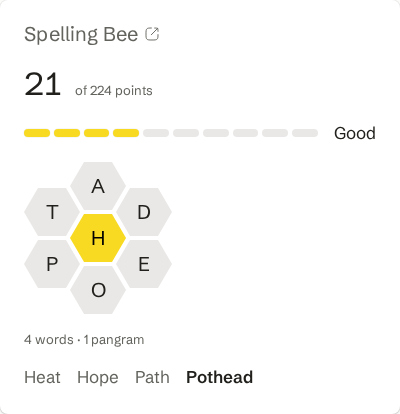 Spelling Bee
21 of 224 points
Good
A
T D
H
P E
O
4 words · 1 pangram
Heat Hope Path Pothead